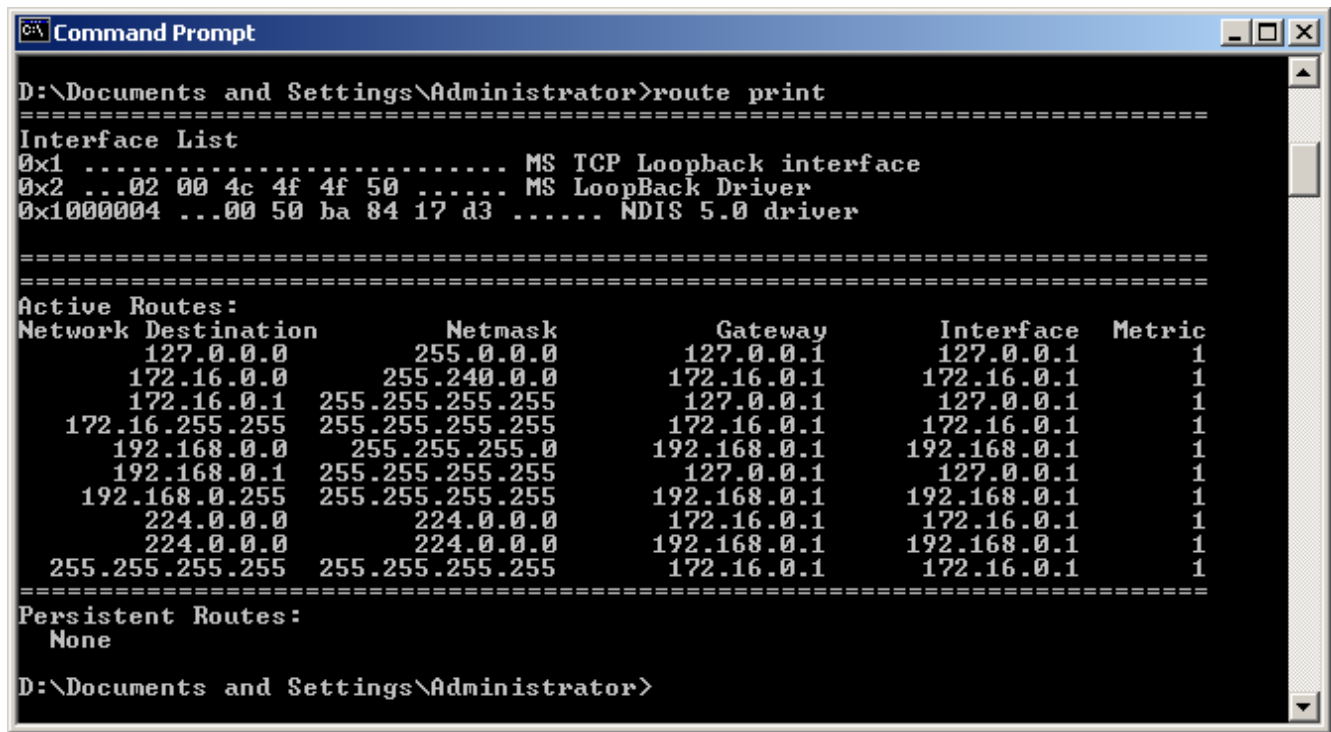 Command Prompt
D:\Documents and Settings\Administrator>route print
===========================================================================
Interface List
0x1 ........................... MS TCP Loopback interface
0x2 ...02 00 4c 4f 4f 50 ...... MS LoopBack Driver
0x1000004 ...00 50 ba 84 17 d3 ...... NDIS 5.0 driver
===========================================================================
===========================================================================
Active Routes:
Network Destination        Netmask          Gateway       Interface  Metric
        127.0.0.0        255.0.0.0        127.0.0.1       127.0.0.1       1
       172.16.0.0      255.240.0.0       172.16.0.1      172.16.0.1       1
       172.16.0.1  255.255.255.255        127.0.0.1       127.0.0.1       1
   172.16.255.255  255.255.255.255       172.16.0.1      172.16.0.1       1
      192.168.0.0    255.255.255.0      192.168.0.1     192.168.0.1       1
      192.168.0.1  255.255.255.255        127.0.0.1       127.0.0.1       1
    192.168.0.255  255.255.255.255      192.168.0.1     192.168.0.1       1
        224.0.0.0        224.0.0.0       172.16.0.1      172.16.0.1       1
        224.0.0.0        224.0.0.0      192.168.0.1     192.168.0.1       1
  255.255.255.255  255.255.255.255       172.16.0.1      172.16.0.1       1
===========================================================================
Persistent Routes:
  None
D:\Documents and Settings\Administrator>